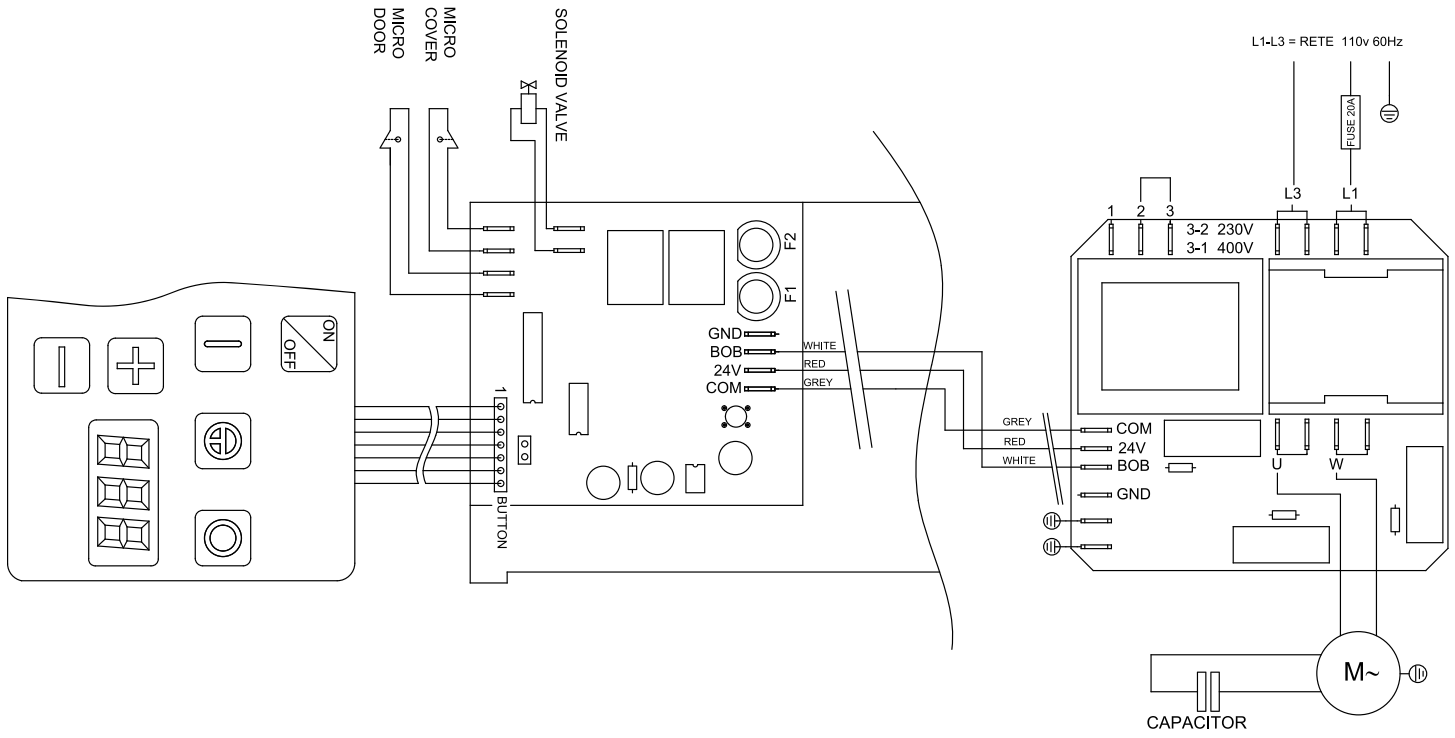 MICRO
DOOR
MICRO
COVER
SOLENOID VALVE
L1-L3 = RETE 110v 60Hz
FUSE 20A
L3
L1
1
2
3
3-2 230V
3-1 400V
F2
F1
GND
BOB
24V
COM
WHITE
RED
GREY
ON
OFF
1
BUTTON
GREY
RED
WHITE
COM
24V
BOB
GND
U
W
M~
CAPACITOR